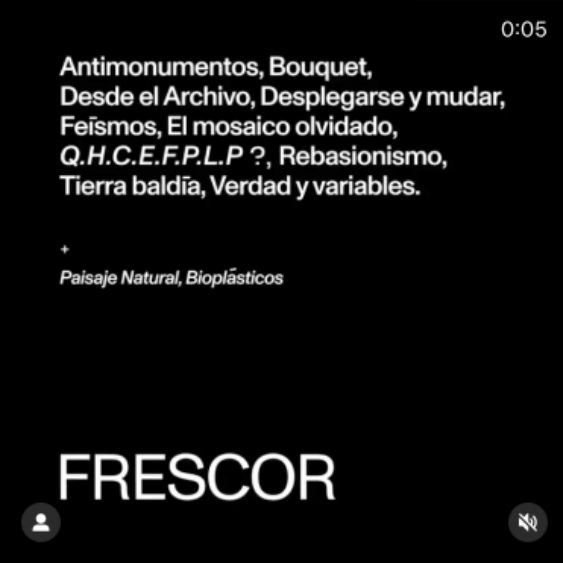 0:05
Antimonumentos, Bouquet,
Desde el Archivo, Desplegarse y mudar,
Feísmos, El mosaico olvidado,
Q.H.C.E.F.P.L.P ?, Rebasionismo,
Tierra baldía, Verdad y variables.
+
Paisaje Natural, Bioplásticos
FRESCOR